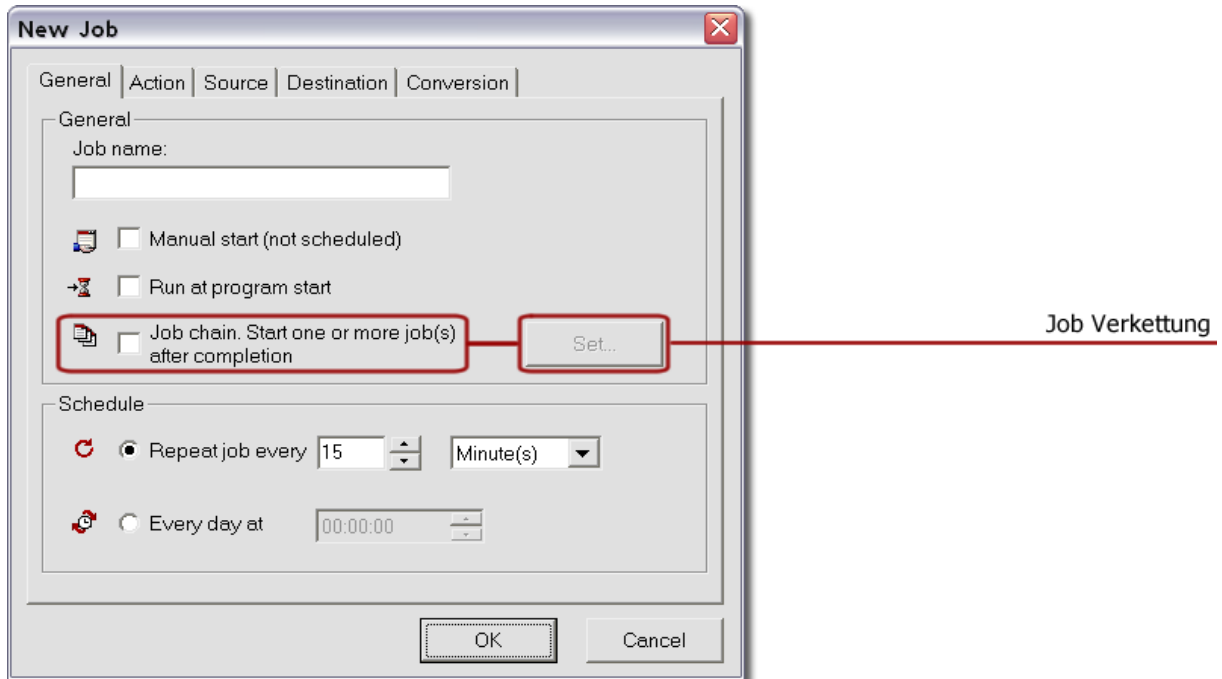 New Job
General Action Source Destination Conversion
General
Job name:
Manual start (not scheduled)
Run at program start
Job chain. Start one or more job(s)
after completion
Set...
Job Verkettung
Schedule
Repeat job every 15 Minute(s)
Every day at 00:00:00
OK Cancel